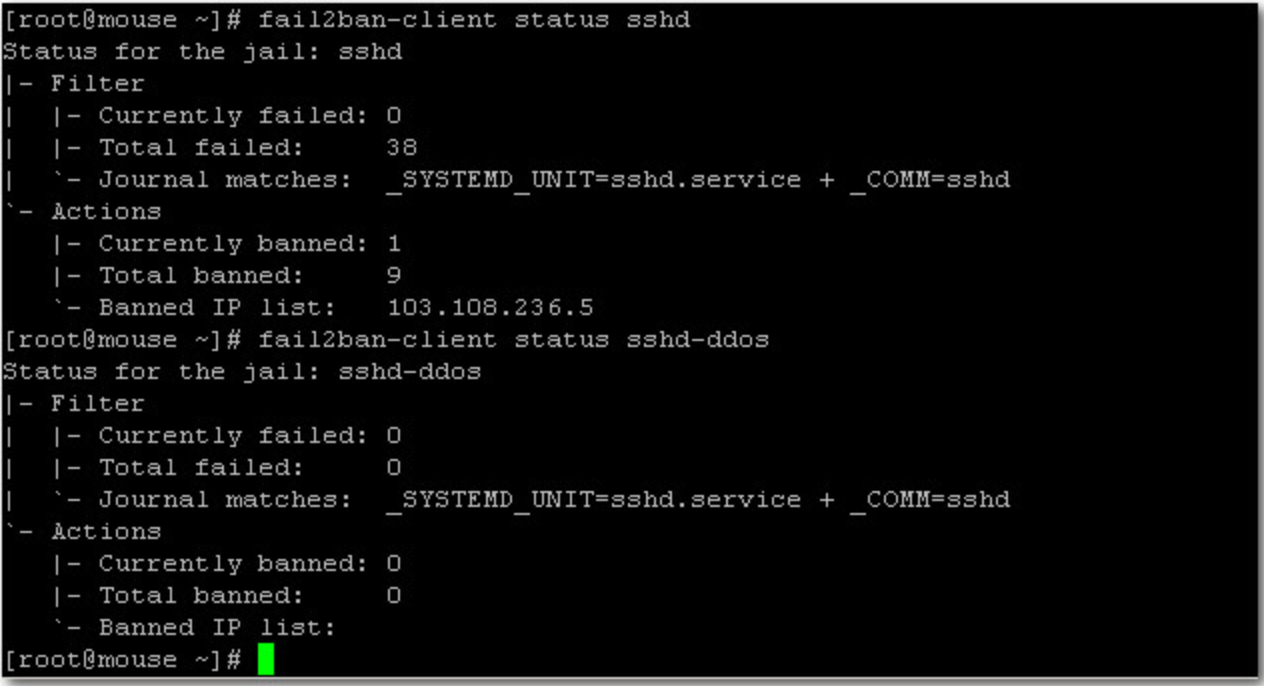 [root@mouse ~]# fail2ban-client status sshd
Status for the jail: sshd
|- Filter
|  |- Currently failed: 0
|  |- Total failed:     38
|  `- Journal matches:  _SYSTEMD_UNIT=sshd.service + _COMM=sshd
`- Actions
   |- Currently banned: 1
   |- Total banned:     9
   `- Banned IP list:   103.108.236.5
[root@mouse ~]# fail2ban-client status sshd-ddos
Status for the jail: sshd-ddos
|- Filter
|  |- Currently failed: 0
|  |- Total failed:     0
|  `- Journal matches:  _SYSTEMD_UNIT=sshd.service + _COMM=sshd
`- Actions
   |- Currently banned: 0
   |- Total banned:     0
   `- Banned IP list:
[root@mouse ~]#